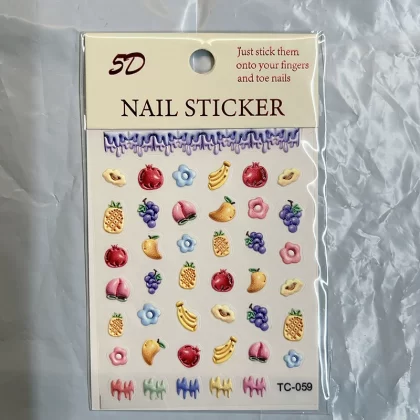 5D
Just stick them
onto your fingers
and toe nails
NAIL STICKER
TC-059